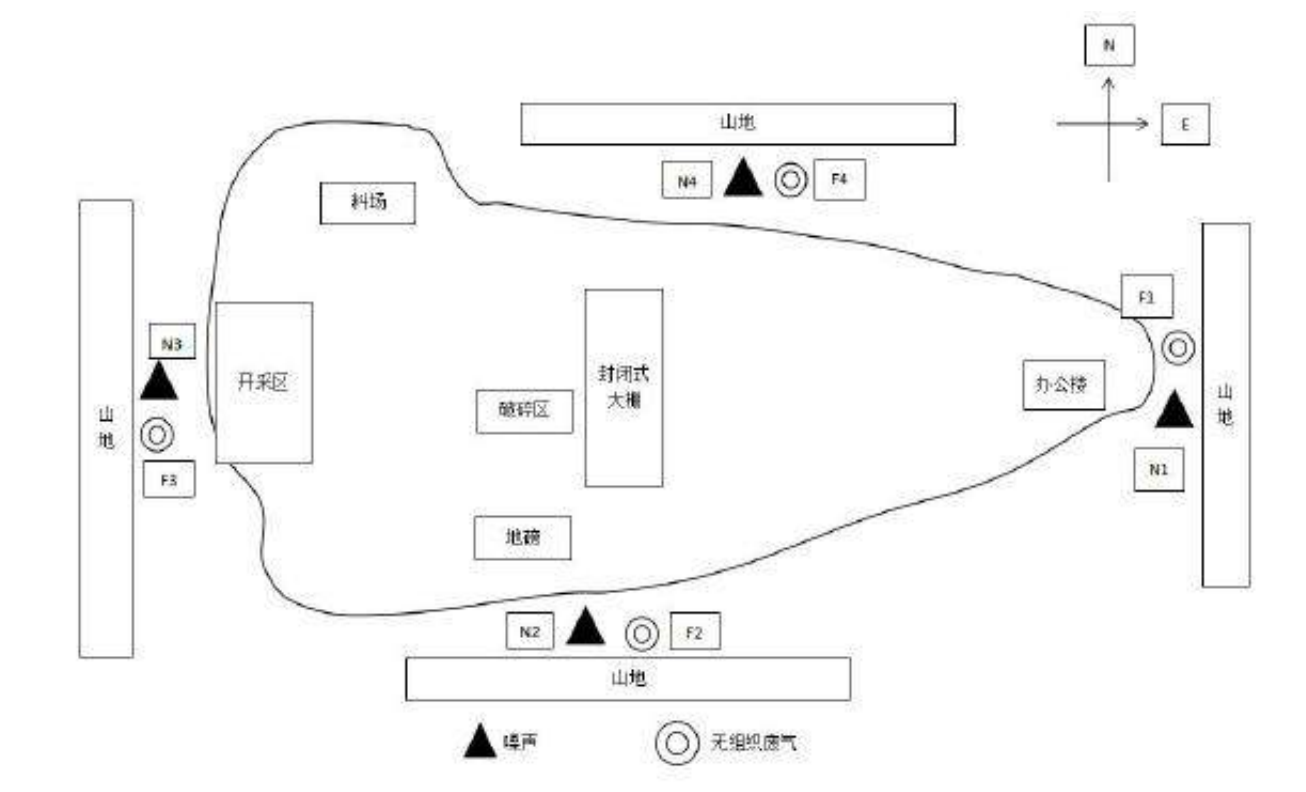 N
山地
E
N4
F4
料场
F1
N3
开采区
封闭式
大棚
破碎区
办公楼
山
地
山
地
F3
N1
地磅
N2
F2
山地
噪声
无组织废气